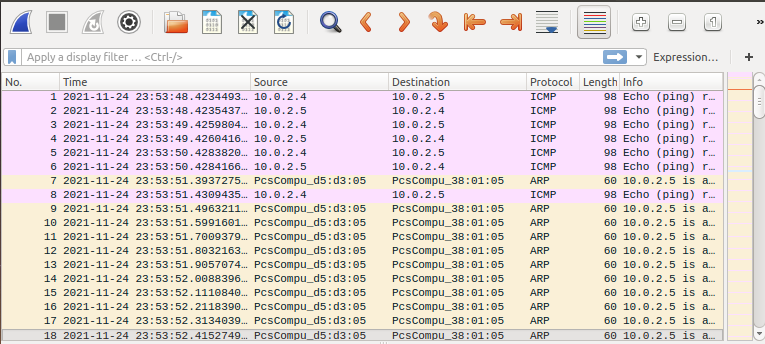 Apply a display filter ... <Ctrl-/> Expression… +
No. Time Source Destination Protocol Length Info
1 2021-11-24 23:53:48.4234493… 10.0.2.4 10.0.2.5 ICMP 98 Echo (ping) r…
2 2021-11-24 23:53:48.4235437… 10.0.2.5 10.0.2.4 ICMP 98 Echo (ping) r…
3 2021-11-24 23:53:49.4259804… 10.0.2.4 10.0.2.5 ICMP 98 Echo (ping) r…
4 2021-11-24 23:53:49.4260416… 10.0.2.5 10.0.2.4 ICMP 98 Echo (ping) r…
5 2021-11-24 23:53:50.4283820… 10.0.2.4 10.0.2.5 ICMP 98 Echo (ping) r…
6 2021-11-24 23:53:50.4284166… 10.0.2.5 10.0.2.4 ICMP 98 Echo (ping) r…
7 2021-11-24 23:53:51.3937275… PcsCompu_d5:d3:05 PcsCompu_38:01:05 ARP 60 10.0.2.5 is a…
8 2021-11-24 23:53:51.4309435… 10.0.2.4 10.0.2.5 ICMP 98 Echo (ping) r…
9 2021-11-24 23:53:51.4963211… PcsCompu_d5:d3:05 PcsCompu_38:01:05 ARP 60 10.0.2.5 is a…
10 2021-11-24 23:53:51.5991601… PcsCompu_d5:d3:05 PcsCompu_38:01:05 ARP 60 10.0.2.5 is a…
11 2021-11-24 23:53:51.7009379… PcsCompu_d5:d3:05 PcsCompu_38:01:05 ARP 60 10.0.2.5 is a…
12 2021-11-24 23:53:51.8032163… PcsCompu_d5:d3:05 PcsCompu_38:01:05 ARP 60 10.0.2.5 is a…
13 2021-11-24 23:53:51.9057074… PcsCompu_d5:d3:05 PcsCompu_38:01:05 ARP 60 10.0.2.5 is a…
14 2021-11-24 23:53:52.0088396… PcsCompu_d5:d3:05 PcsCompu_38:01:05 ARP 60 10.0.2.5 is a…
15 2021-11-24 23:53:52.1110840… PcsCompu_d5:d3:05 PcsCompu_38:01:05 ARP 60 10.0.2.5 is a…
16 2021-11-24 23:53:52.2118390… PcsCompu_d5:d3:05 PcsCompu_38:01:05 ARP 60 10.0.2.5 is a…
17 2021-11-24 23:53:52.3134039… PcsCompu_d5:d3:05 PcsCompu_38:01:05 ARP 60 10.0.2.5 is a…
18 2021-11-24 23:53:52.4152749… PcsCompu_d5:d3:05 PcsCompu_38:01:05 ARP 60 10.0.2.5 is a…